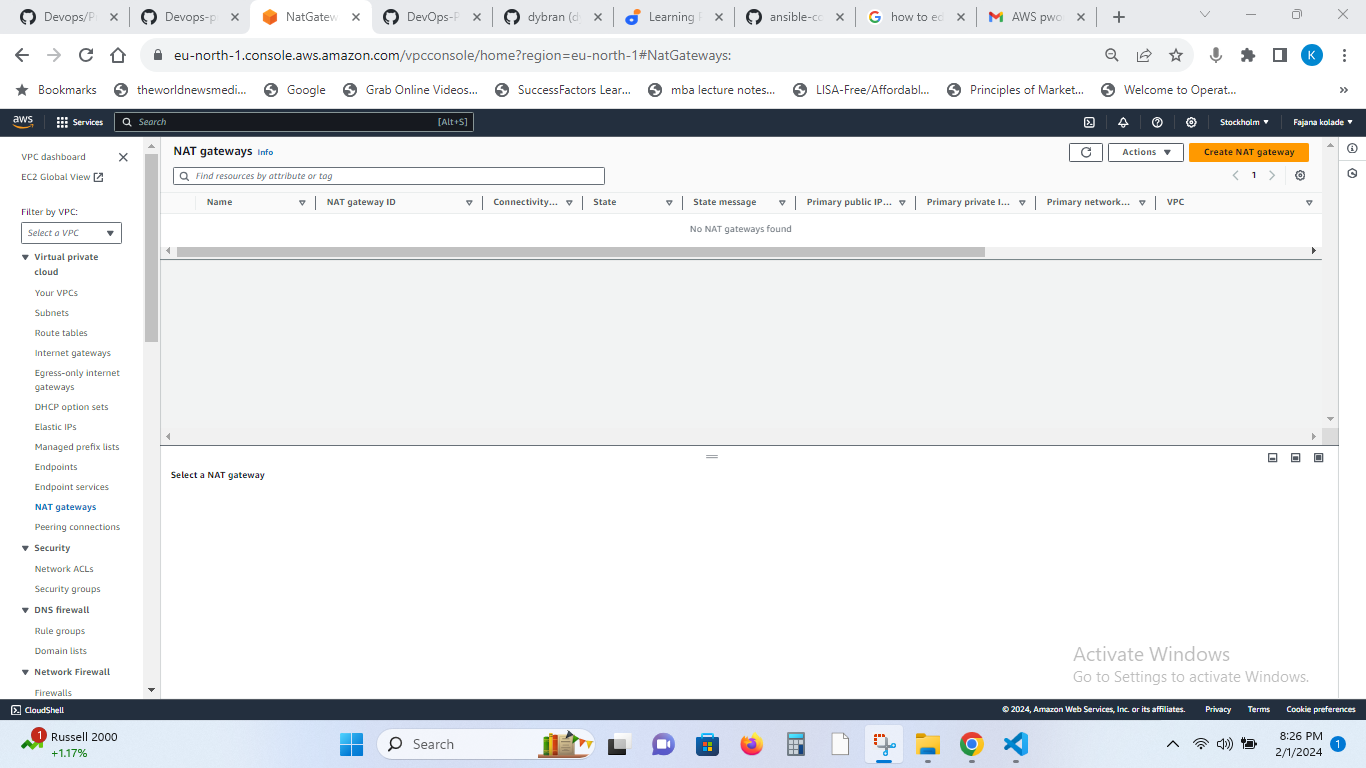 Devops/P
Devops-p
NatGatew
DevOps-P
dybran (dy
Learning P
ansible-co
how to ed
AWS pwo
eu-north-1.console.aws.amazon.com/vpcconsole/home?region=eu-north-1#NatGateways:
K
Bookmarks
theworldnewsmedi...
Google
Grab Online Videos...
SuccessFactors Lear...
mba lecture notes...
LISA-Free/Affordabl...
Principles of Market...
Welcome to Operat...
»
aws
Services
Search
[Alt+S]
Stockholm
Fajana kolade
VPC dashboard
EC2 Global View
Filter by VPC:
Select a VPC
Virtual private
cloud
Your VPCs
Subnets
Route tables
Internet gateways
Egress-only internet
gateways
DHCP option sets
Elastic IPs
Managed prefix lists
Endpoints
Endpoint services
NAT gateways
Peering connections
Security
Network ACLs
Security groups
DNS firewall
Rule groups
Domain lists
Network Firewall
Firewalls
NAT gateways Info
Actions
Create NAT gateway
Find resources by attribute or tag
1
Name
NAT gateway ID
Connectivity...
State
State message
Primary public IP...
Primary private I...
Primary network...
VPC
No NAT gateways found
Select a NAT gateway
Activate Windows
Go to Settings to activate Windows.
CloudShell
© 2024, Amazon Web Services, Inc. or its affiliates.
Privacy
Terms
Cookie preferences
1
Russell 2000
+1.17%
Search
8:26 PM
2/1/2024
1